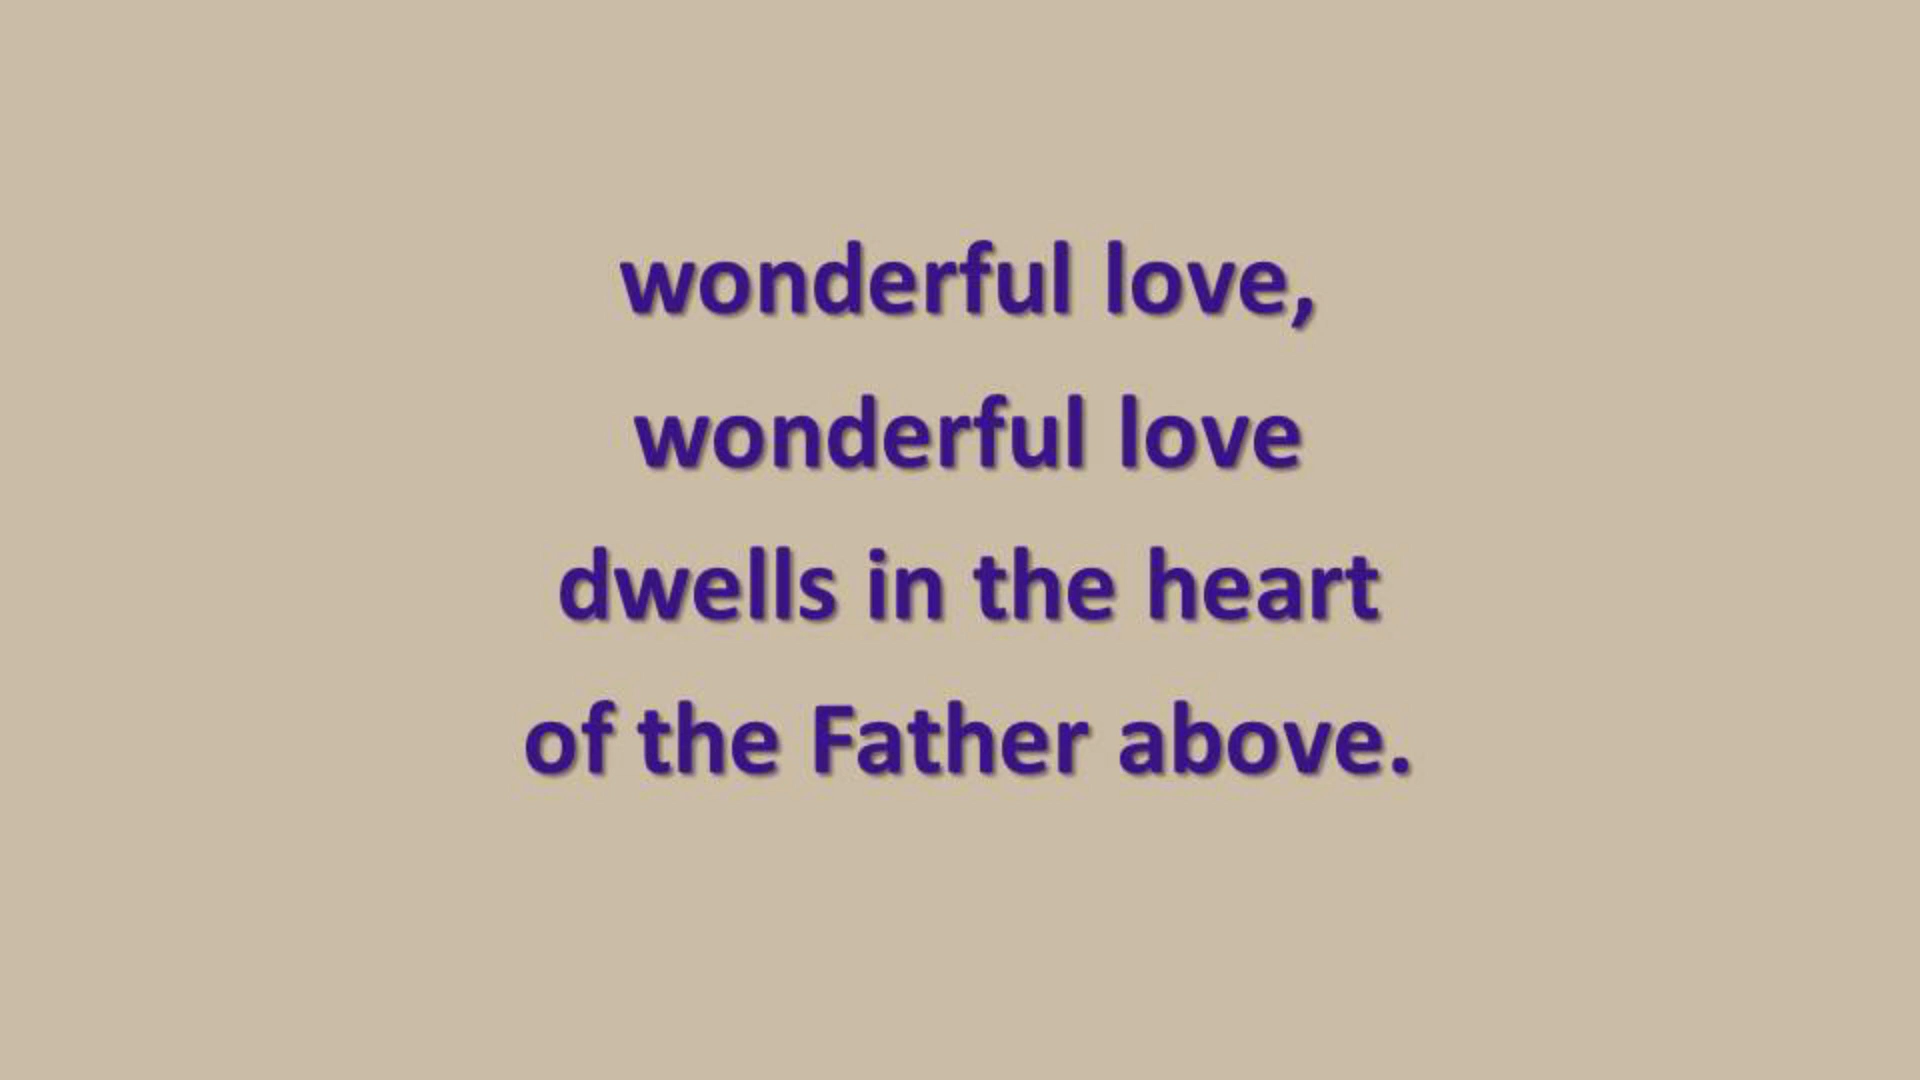 wonderful love,
wonderful love
dwells in the heart
of the Father above.